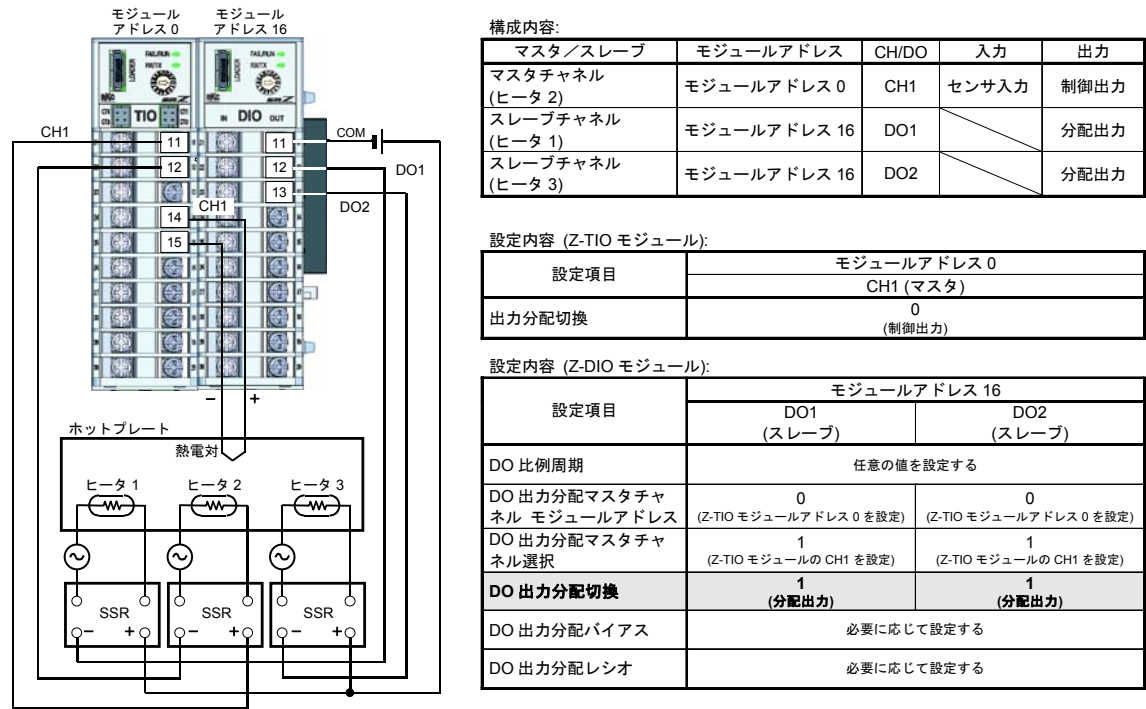 モジュール
アドレス 0
モジュール
アドレス 16
FAIL/RUN
RX/TX
LOADER
FAIL/RUN
RX/TX
LOADER
RKC
SRZ
RKC
SRZ
TIO
IN DIO OUT
CH1
11
12
14
15
11
12
13
COM
DO1
DO2
CH1
− +
ホットプレート
熱電対
ヒータ 1
ヒータ 2
ヒータ 3
SSR
SSR
SSR
− +
− +
− +
構成内容:
マスタ／スレーブ モジュールアドレス CH/DO 入力 出力
マスタチャネル
(ヒータ 2) モジュールアドレス 0 CH1 センサ入力 制御出力
スレーブチャネル
(ヒータ 1) モジュールアドレス 16 DO1 分配出力
スレーブチャネル
(ヒータ 3) モジュールアドレス 16 DO2 分配出力
設定内容 (Z-TIO モジュール):
設定項目 モジュールアドレス 0
CH1 (マスタ)
出力分配切換 0
(制御出力)
設定内容 (Z-DIO モジュール):
設定項目 モジュールアドレス 16
DO1 DO2
(スレーブ) (スレーブ)
DO 比例周期 任意の値を設定する
DO 出力分配マスタチャ
ネル モジュールアドレス
0 0
(Z-TIO モジュールアドレス 0 を設定) (Z-TIO モジュールアドレス 0 を設定)
DO 出力分配マスタチャ
ネル選択
1 1
(Z-TIO モジュールの CH1 を設定) (Z-TIO モジュールの CH1 を設定)
DO 出力分配切換
1 1
(分配出力) (分配出力)
DO 出力分配バイアス 必要に応じて設定する
DO 出力分配レシオ 必要に応じて設定する